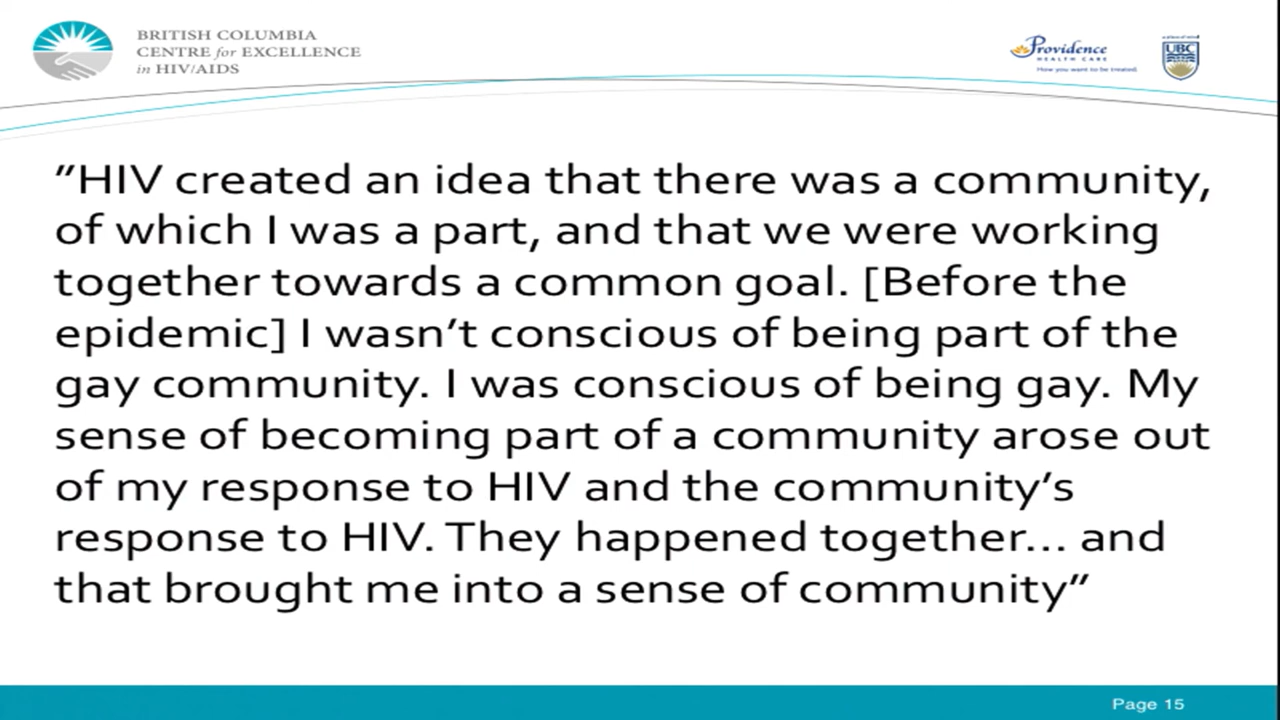 BRITISH COLUMBIA
CENTRE for EXCELLENCE
in HIV/AIDS
Providence
HEALTH CARE
How you want to be treated.
a place of mind
UBC
"HIV created an idea that there was a community,
of which I was a part, and that we were working
together towards a common goal. [Before the
epidemic] I wasn't conscious of being part of the
gay community. I was conscious of being gay. My
sense of becoming part of a community arose out
of my response to HIV and the community's
response to HIV. They happened together... and
that brought me into a sense of community"
Page 15